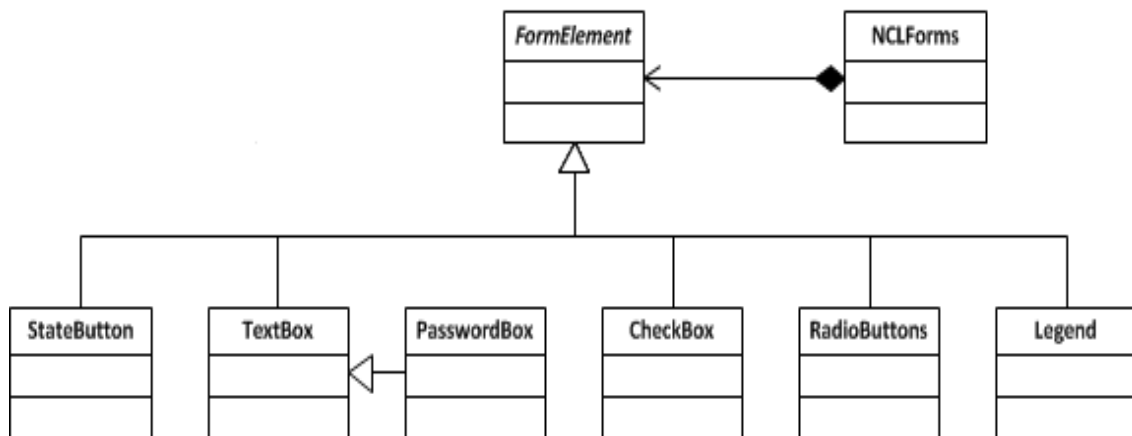 FormElement
NCLForms
StateButton
TextBox
PasswordBox
CheckBox
RadioButtons
Legend